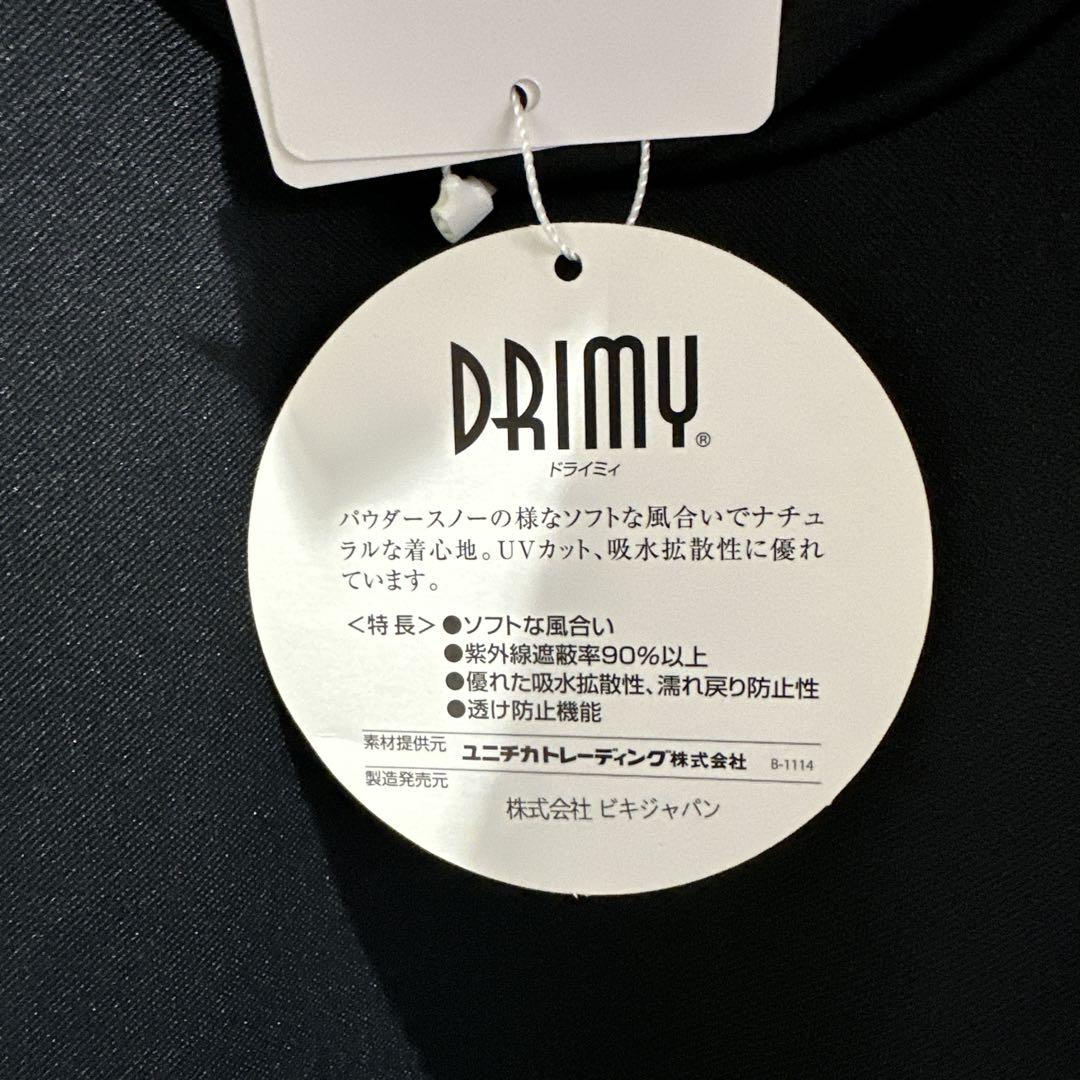 DRIMY®
ドライミィ
パウダースノーの様なソフトな風合いでナチュ
ラルな着心地。UVカット、吸水拡散性に優れ
ています。
<特長> ●ソフトな風合い
●紫外線遮蔽率90%以上
●優れた吸水拡散性、濡れ戻り防止性
●透け防止機能
素材提供元 ユニチカトレーディング株式会社 B-1114
製造発売元
株式会社 ビキジャパン